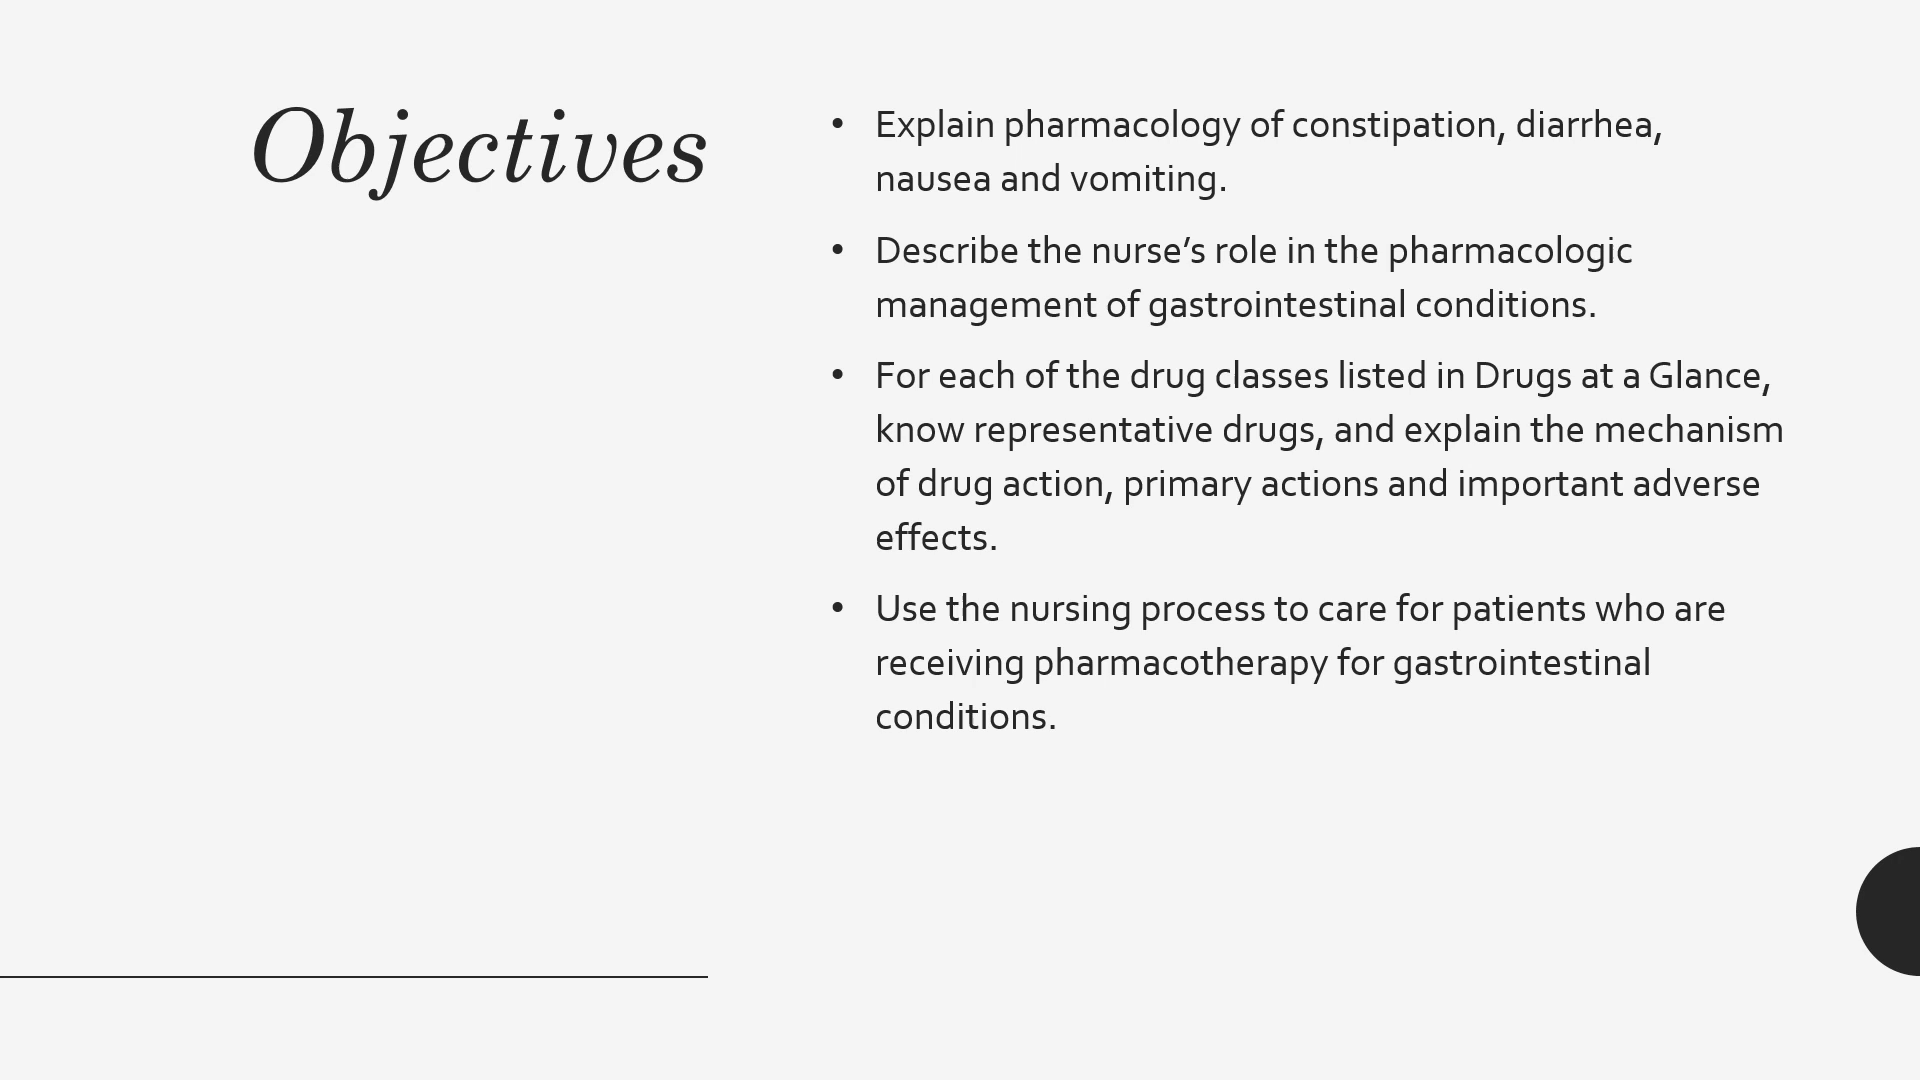 Objectives
• Explain pharmacology of constipation, diarrhea,
nausea and vomiting.
• Describe the nurse’s role in the pharmacologic
management of gastrointestinal conditions.
• For each of the drug classes listed in Drugs at a Glance,
know representative drugs, and explain the mechanism
of drug action, primary actions and important adverse
effects.
• Use the nursing process to care for patients who are
receiving pharmacotherapy for gastrointestinal
conditions.